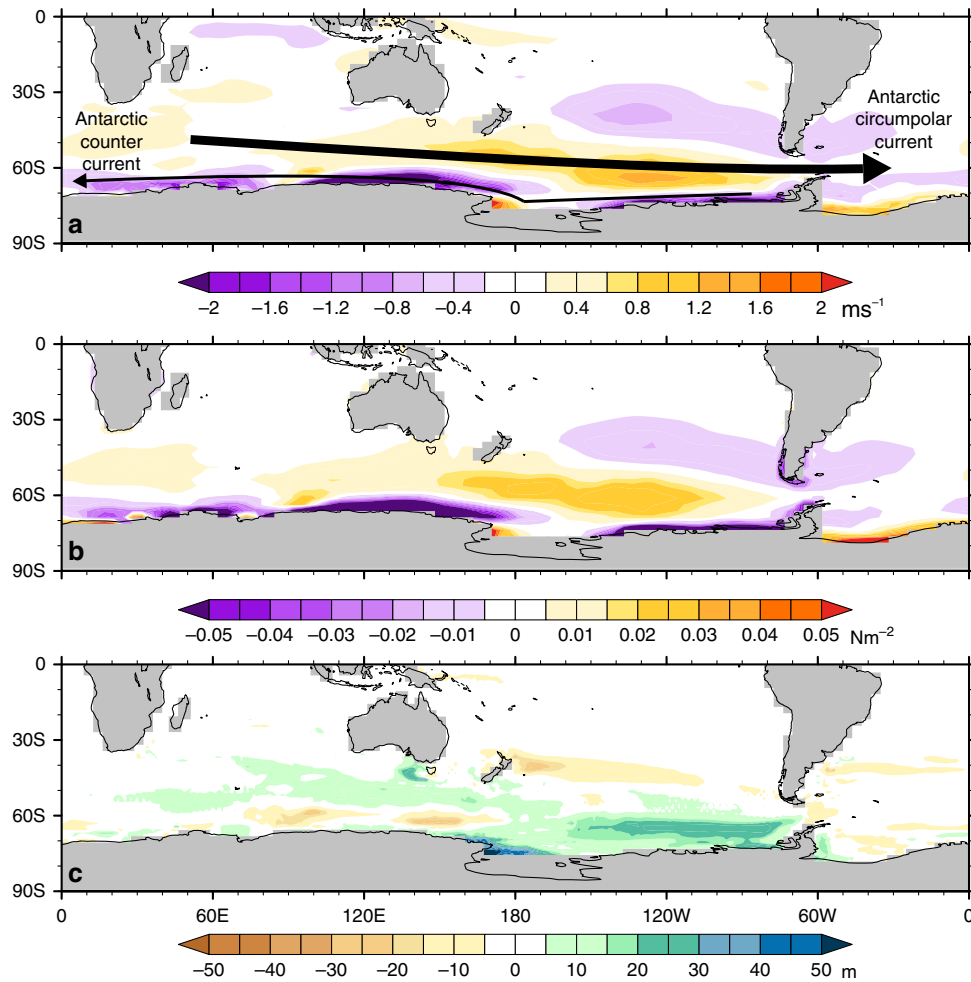 0
30S
60S
90S
Antarctic
counter
current
Antarctic
circumpolar
current
a
−2 −1.6 −1.2 −0.8 −0.4 0 0.4 0.8 1.2 1.6 2 ms⁻¹
0
30S
60S
90S
b
−0.05 −0.04 −0.03 −0.02 −0.01 0 0.01 0.02 0.03 0.04 0.05 Nm⁻²
0
30S
60S
90S
c
0 60E 120E 180 120W 60W 0
−50 −40 −30 −20 −10 0 10 20 30 40 50 m